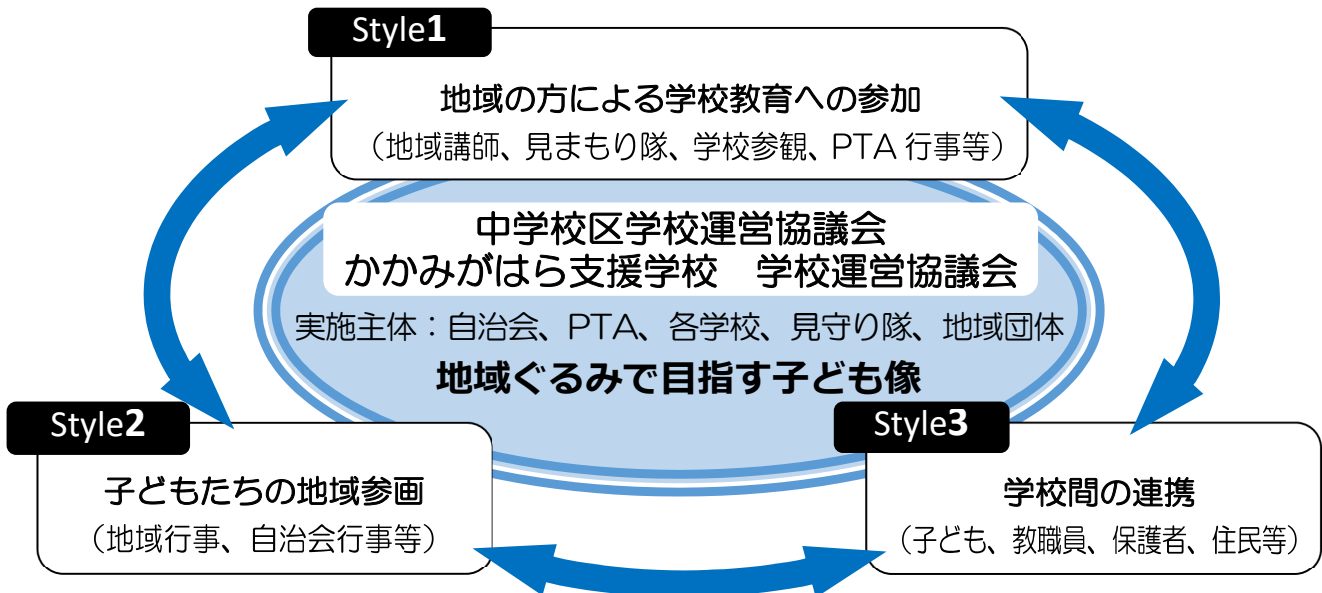 Style1
地域の方による学校教育への参加
（地域講師、見まもり隊、学校参観、PTA 行事等）
中学校区学校運営協議会
かかみがはら支援学校　学校運営協議会
実施主体：自治会、PTA、各学校、見守り隊、地域団体
地域ぐるみで目指す子ども像
Style2
子どもたちの地域参画
（地域行事、自治会行事等）
Style3
学校間の連携
（子ども、教職員、保護者、住民等）